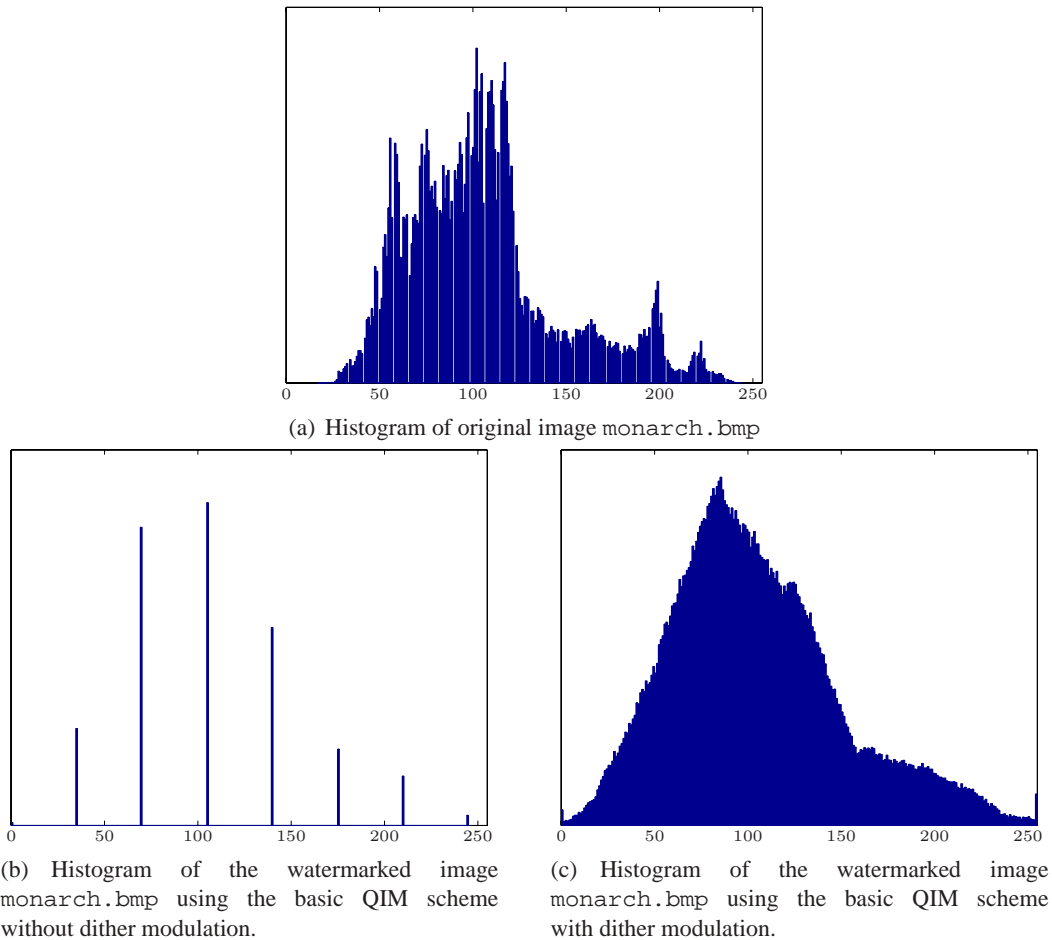 0 50 100 150 200 250
(a) Histogram of original image monarch.bmp
0 50 100 150 200 250
(b) Histogram of the watermarked image
monarch.bmp using the basic QIM scheme
without dither modulation.
0 50 100 150 200 250
(c) Histogram of the watermarked image
monarch.bmp using the basic QIM scheme
with dither modulation.